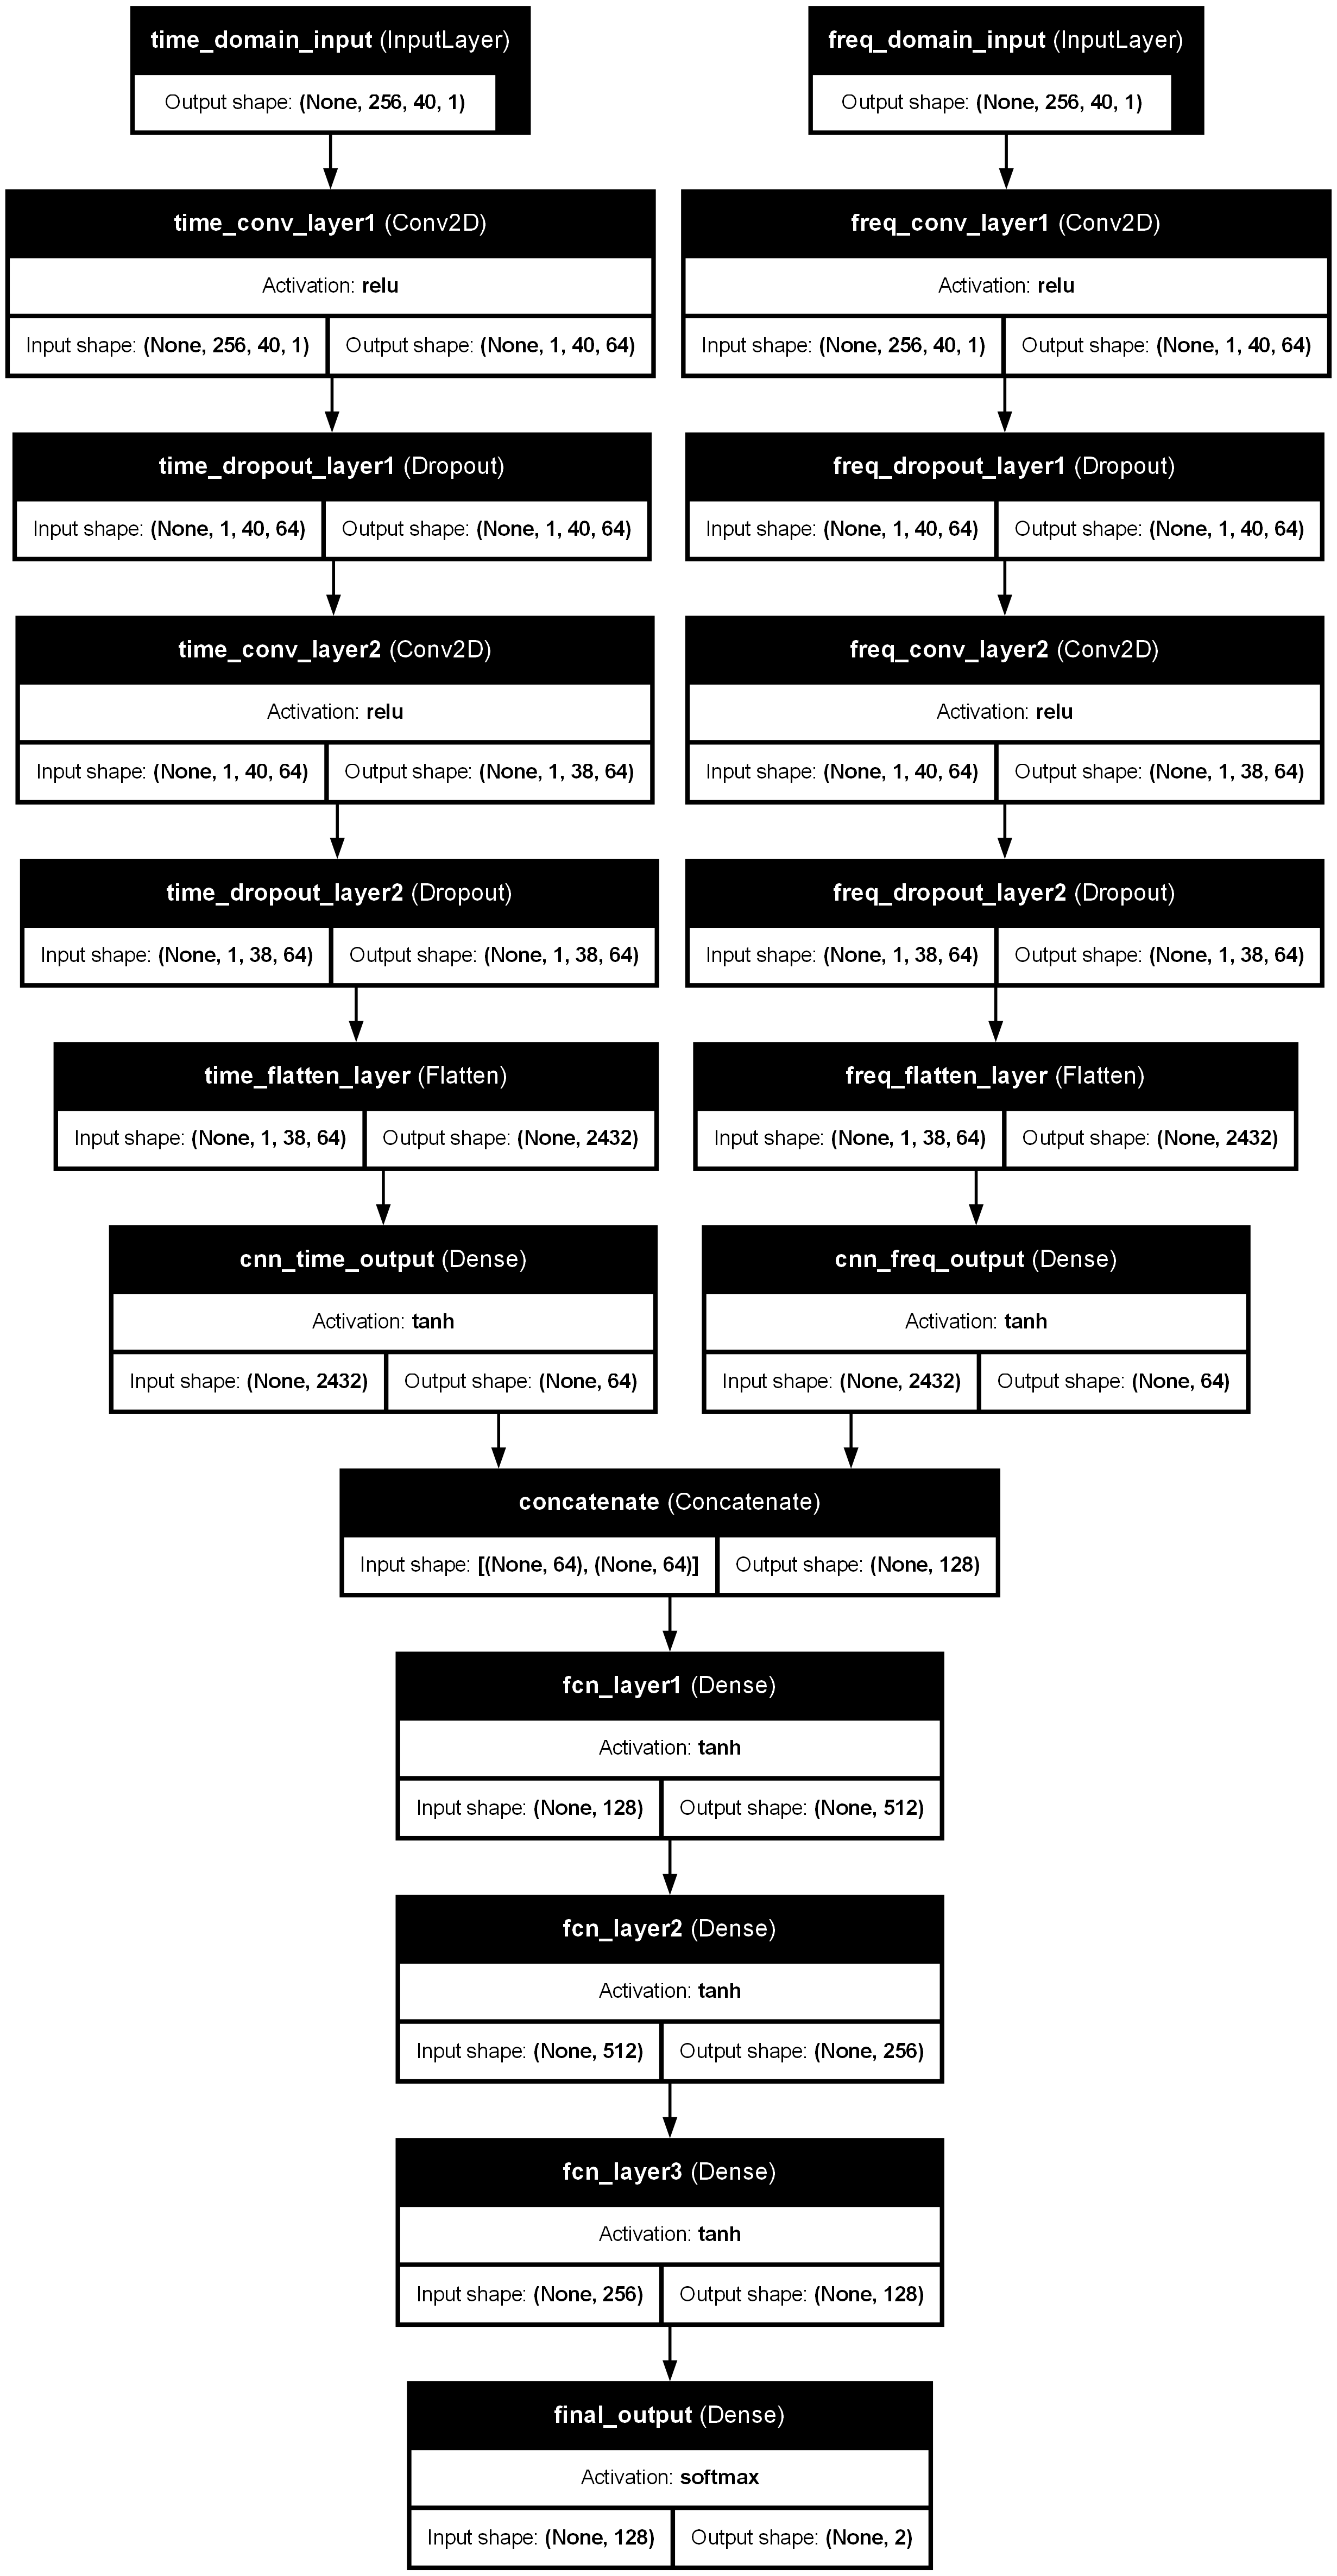 time_domain_input (InputLayer)
Output shape: (None, 256, 40, 1)
freq_domain_input (InputLayer)
Output shape: (None, 256, 40, 1)
time_conv_layer1 (Conv2D)
Activation: relu
Input shape: (None, 256, 40, 1) Output shape: (None, 1, 40, 64)
freq_conv_layer1 (Conv2D)
Activation: relu
Input shape: (None, 256, 40, 1) Output shape: (None, 1, 40, 64)
time_dropout_layer1 (Dropout)
Input shape: (None, 1, 40, 64) Output shape: (None, 1, 40, 64)
freq_dropout_layer1 (Dropout)
Input shape: (None, 1, 40, 64) Output shape: (None, 1, 40, 64)
time_conv_layer2 (Conv2D)
Activation: relu
Input shape: (None, 1, 40, 64) Output shape: (None, 1, 38, 64)
freq_conv_layer2 (Conv2D)
Activation: relu
Input shape: (None, 1, 40, 64) Output shape: (None, 1, 38, 64)
time_dropout_layer2 (Dropout)
Input shape: (None, 1, 38, 64) Output shape: (None, 1, 38, 64)
freq_dropout_layer2 (Dropout)
Input shape: (None, 1, 38, 64) Output shape: (None, 1, 38, 64)
time_flatten_layer (Flatten)
Input shape: (None, 1, 38, 64) Output shape: (None, 2432)
freq_flatten_layer (Flatten)
Input shape: (None, 1, 38, 64) Output shape: (None, 2432)
cnn_time_output (Dense)
Activation: tanh
Input shape: (None, 2432) Output shape: (None, 64)
cnn_freq_output (Dense)
Activation: tanh
Input shape: (None, 2432) Output shape: (None, 64)
concatenate (Concatenate)
Input shape: [(None, 64), (None, 64)] Output shape: (None, 128)
fcn_layer1 (Dense)
Activation: tanh
Input shape: (None, 128) Output shape: (None, 512)
fcn_layer2 (Dense)
Activation: tanh
Input shape: (None, 512) Output shape: (None, 256)
fcn_layer3 (Dense)
Activation: tanh
Input shape: (None, 256) Output shape: (None, 128)
final_output (Dense)
Activation: softmax
Input shape: (None, 128) Output shape: (None, 2)